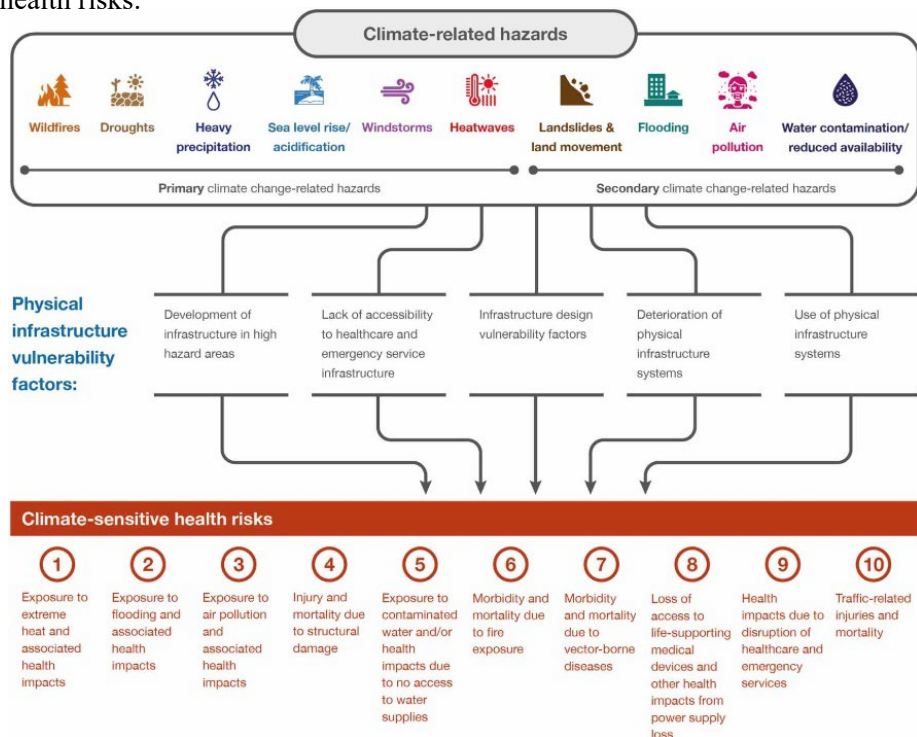 health risks.
Climate-related hazards
Wildfires
Droughts
Heavy
precipitation
Sea level rise/
acidification
Windstorms
Heatwaves
Landslides &
land movement
Flooding
Air
pollution
Water contamination/
reduced availability
Primary climate change-related hazards
Secondary climate change-related hazards
Physical
infrastructure
vulnerability
factors:
Development of
infrastructure in high
hazard areas
Lack of accessibility
to healthcare and
emergency service
infrastructure
Infrastructure design
vulnerability factors
Deterioration of
physical
infrastructure
systems
Use of physical
infrastructure
systems
Climate-sensitive health risks
1
Exposure to
extreme
heat and
associated
health
impacts
2
Exposure to
flooding and
associated
health
impacts
3
Exposure to
air pollution
and
associated
health
impacts
4
Injury and
mortality due
to structural
damage
5
Exposure to
contaminated
water and/or
health
impacts due
to no access
to water
supplies
6
Morbidity and
mortality due
to fire
exposure
7
Morbidity
and mortality
due to
vector-borne
diseases
8
Loss of
access to
life-supporting
medical
devices and
other health
impacts from
power supply
loss
9
Health
impacts due to
disruption of
healthcare and
emergency
services
10
Traffic-related
injuries and
mortality